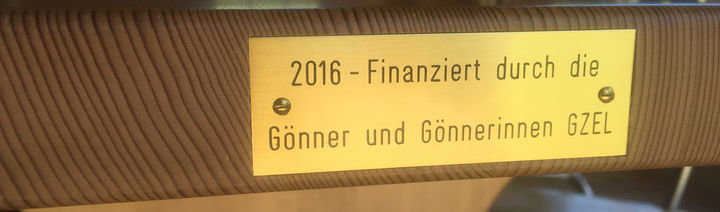 2016 - Finanziert durch die
Gönner und Gönnerinnen GZEL